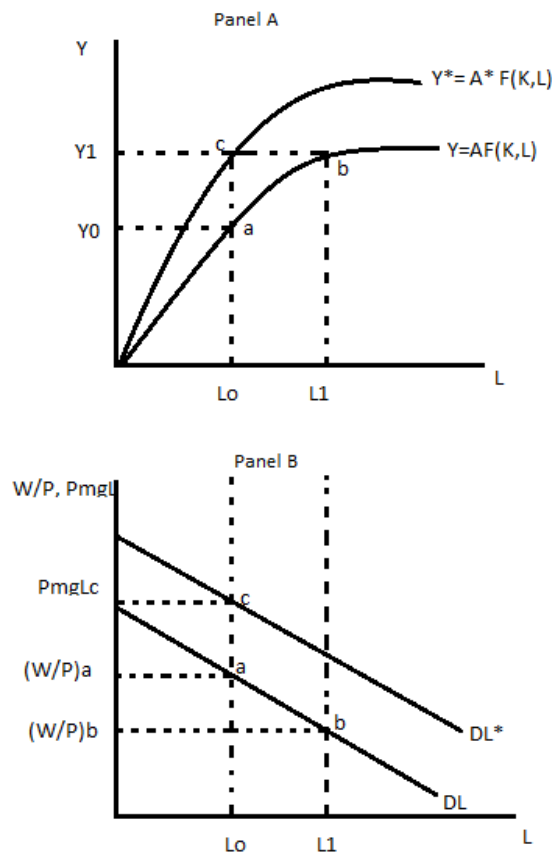 Panel A
Y
Y*= A* F(K,L)
Y1
c
Y=AF(K,L)
b
Y0
a
L
Lo
L1
Panel B
W/P, PmgL
PmgLc
c
(W/P)a
a
(W/P)b
b
DL*
DL
Lo
L1
L